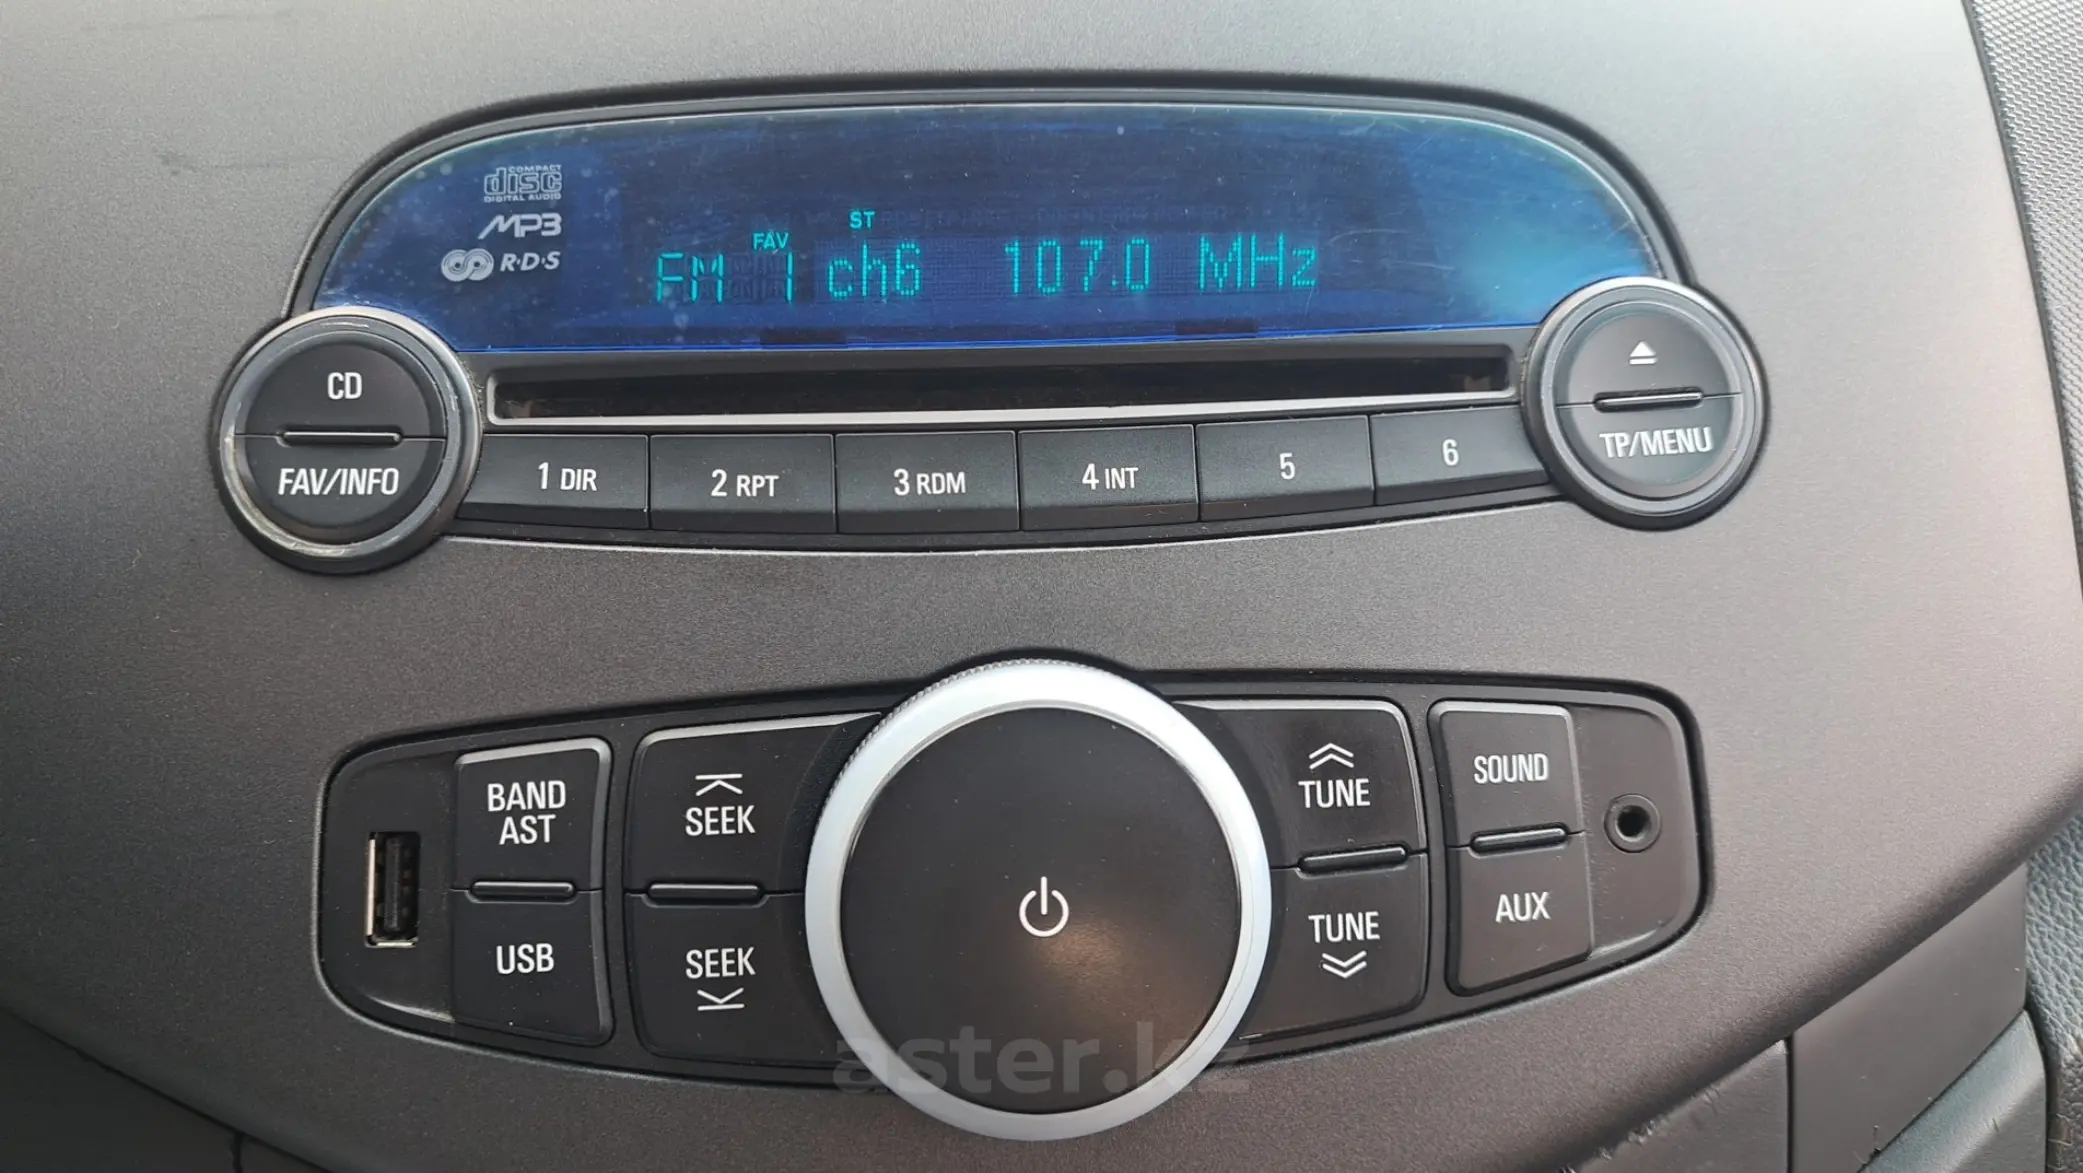 COMPACT
disc
DIGITAL AUDIO
MP3
R·D·S
ST
FAV
FM 1 ch6 107.0 MHz
CD
FAV/INFO
1 DIR
2 RPT
3 RDM
4 INT
5
6
TP/MENU
BAND
AST
USB
SEEK
SEEK
TUNE
TUNE
SOUND
AUX
aster.kz